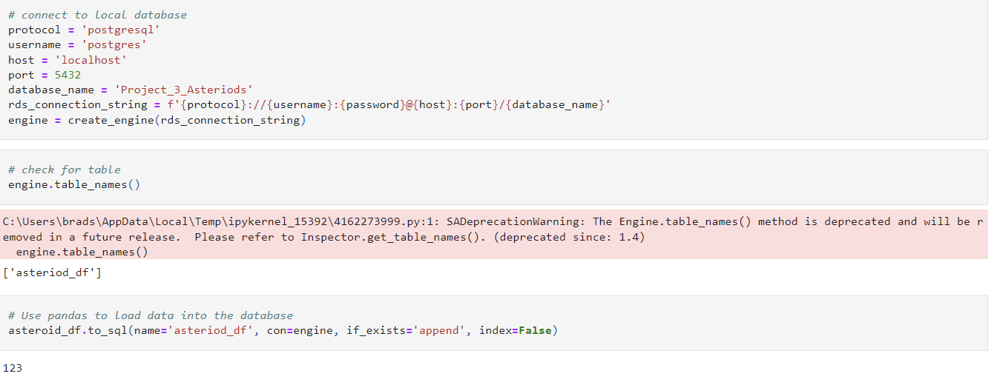 # connect to local database
protocol = 'postgresql'
username = 'postgres'
host = 'localhost'
port = 5432
database_name = 'Project_3_Asteriods'
rds_connection_string = f'{protocol}://{username}:{password}@{host}:{port}/{database_name}'
engine = create_engine(rds_connection_string)
# check for table
engine.table_names()
C:\Users\brads\AppData\Local\Temp\ipykernel_15392\4162273999.py:1: SADeprecationWarning: The Engine.table_names() method is deprecated and will be r
emoved in a future release.  Please refer to Inspector.get_table_names(). (deprecated since: 1.4)
  engine.table_names()
['asteriod_df']
# Use pandas to load data into the database
asteroid_df.to_sql(name='asteriod_df', con=engine, if_exists='append', index=False)
123